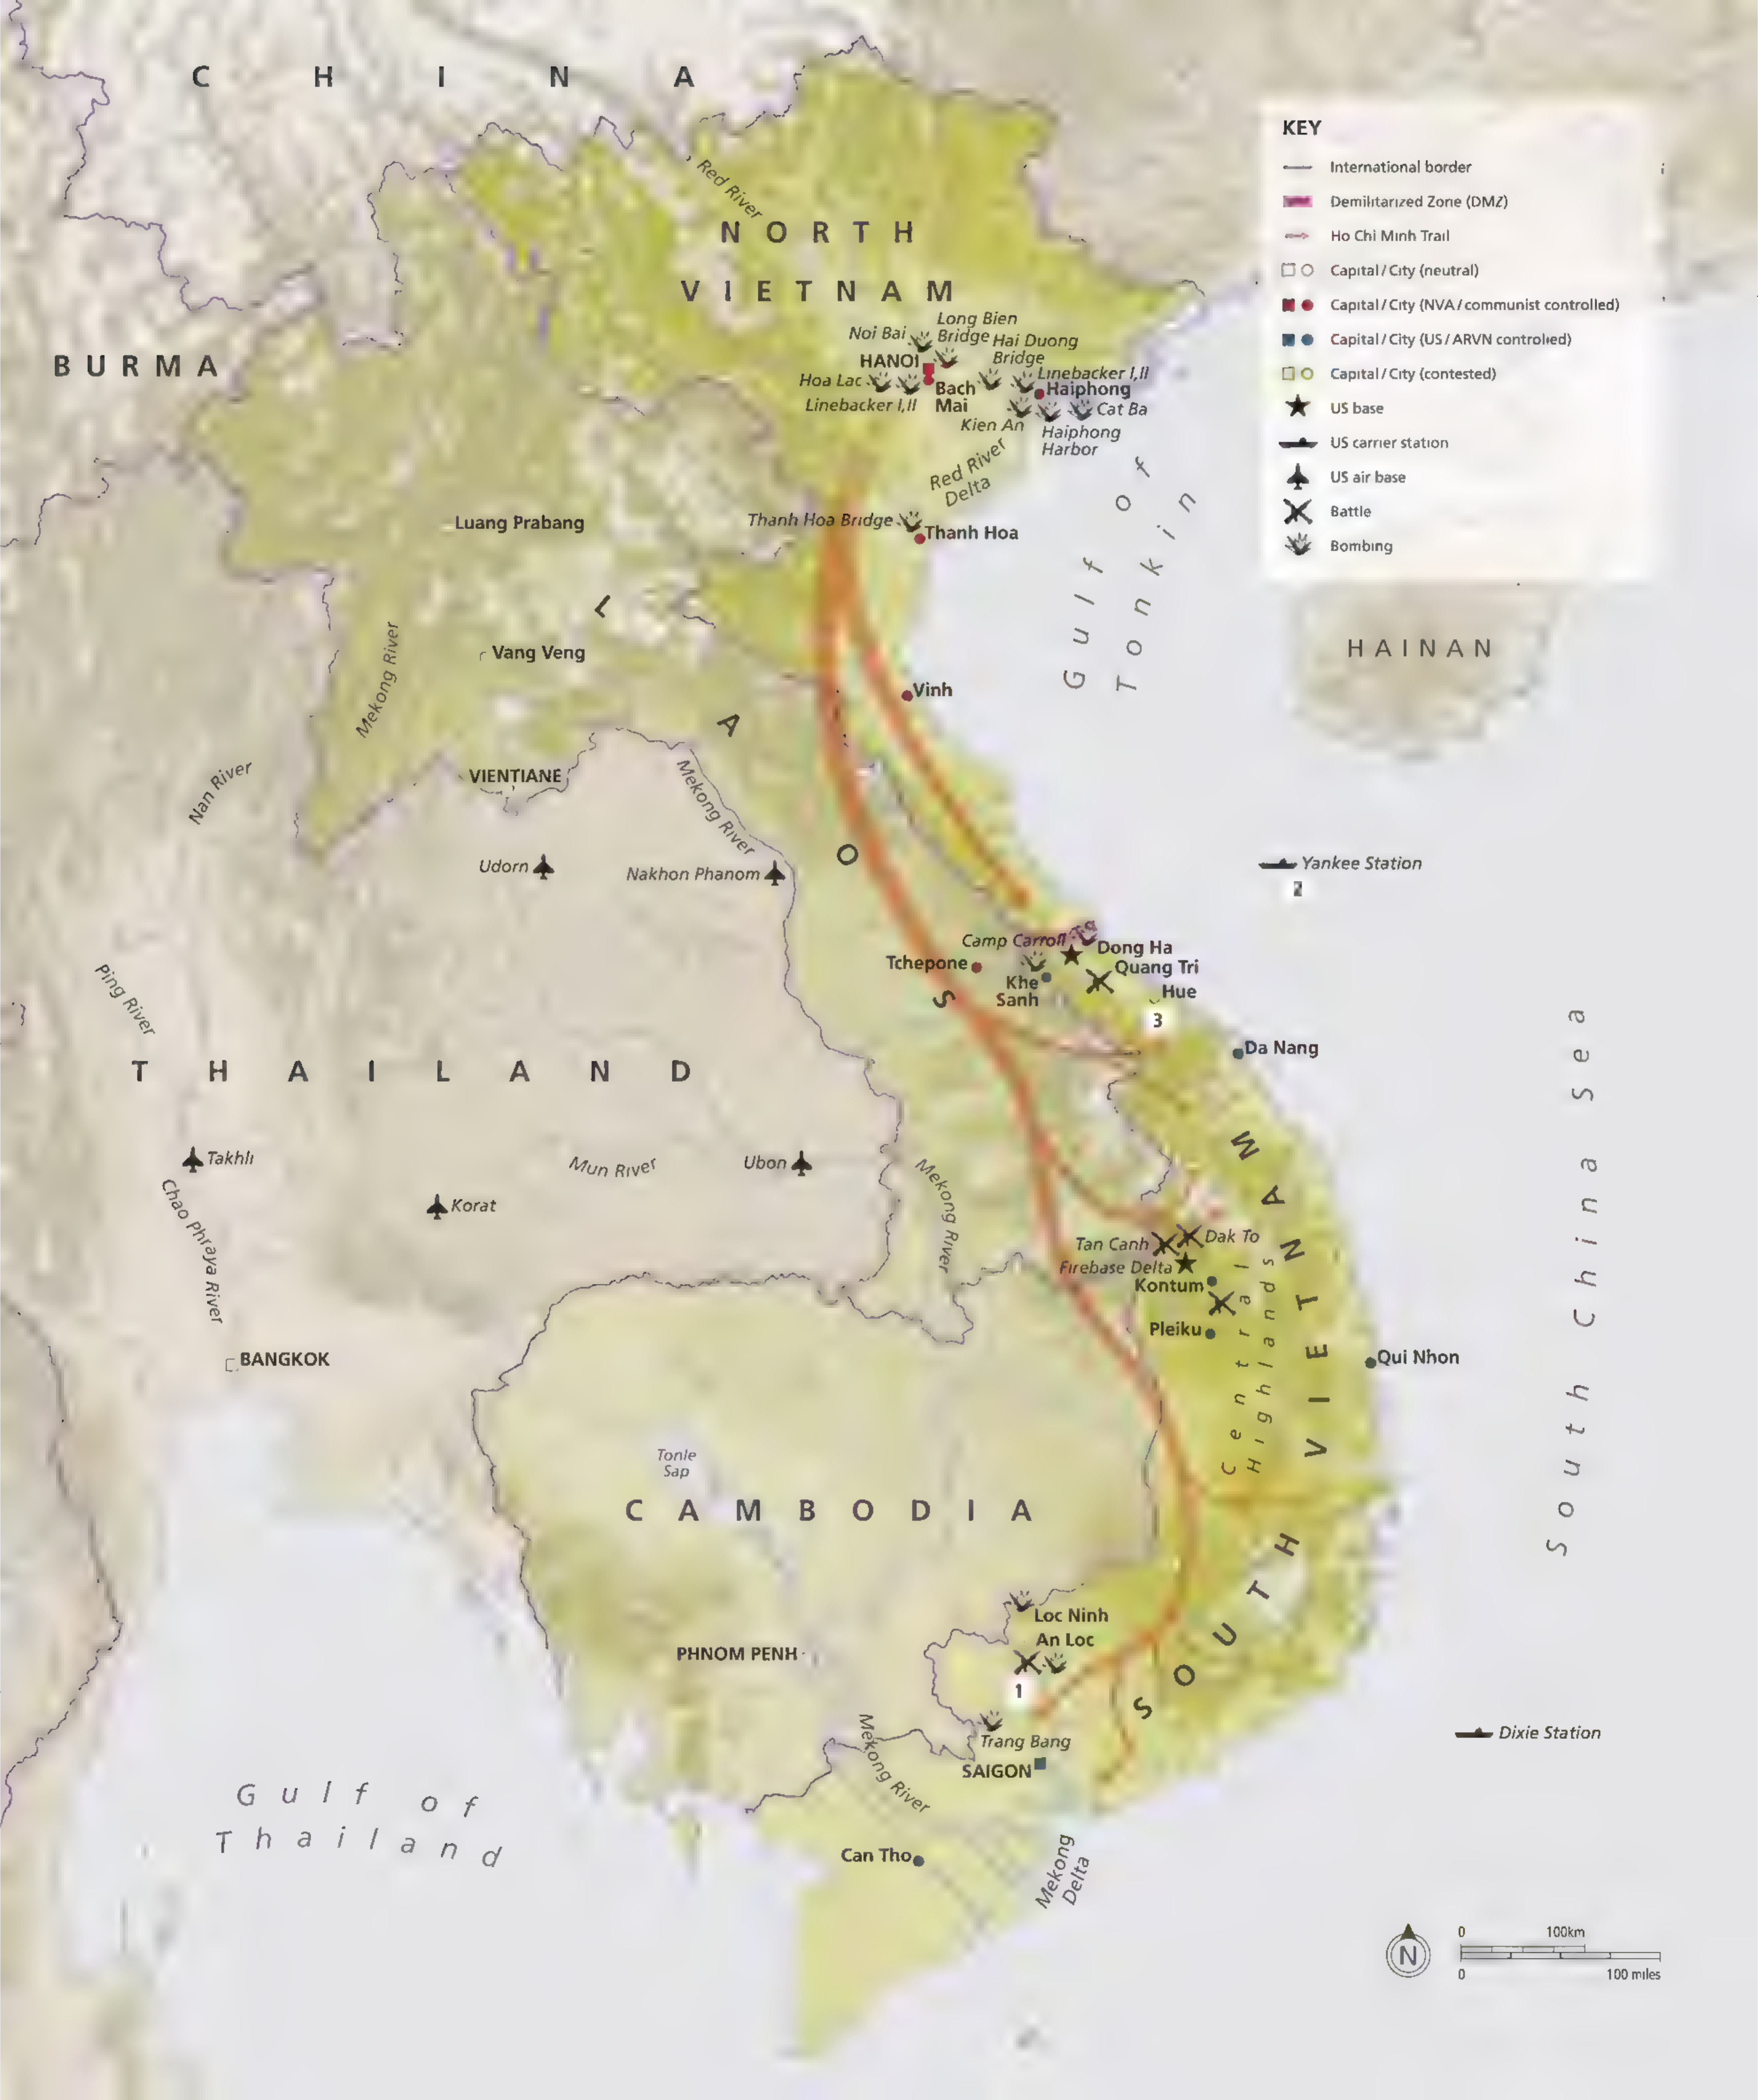 CHINA
KEY
International border
Demilitarized Zone (DMZ)
Ho Chi Minh Trail
Capital/City (neutral)
Capital/City (NVA/communist controlled)
Capital/City (US/ARVN controlled)
Capital/City (contested)
US base
US carrier station
US air base
Battle
Bombing
Red River
NORTH
VIETNAM
BURMA
Long Bien
Bridge
Noi Bai
Hai Duong
Bridge
HANOI
Linebacker I,II
Hoa Lac
Bach
Mai
Haiphong
Linebacker I,II
Cat Ba
Kien An
Haiphong
Harbor
Red River
Delta
Gulf of
Tonkin
Luang Prabang
Thanh Hoa Bridge
Thanh Hoa
LAOS
HAINAN
Mekong River
Vang Veng
Vinh
Nan River
VIENTIANE
Mekong River
Udorn
Nakhon Phanom
Yankee Station
2
Camp Carroll
Dong Ha
Tchepone
Quang Tri
Khe
Sanh
Hue
3
Ping River
Da Nang
THAILAND
South China Sea
Takhli
Mun River
Ubon
Mekong River
Chao Phraya River
Korat
Tan Canh
Dak To
Firebase Delta
Kontum
Pleiku
Central
Highlands
SOUTH VIETNAM
BANGKOK
Qui Nhon
Tonle
Sap
CAMBODIA
Loc Ninh
An Loc
PHNOM PENH
1
Trang Bang
Mekong River
SAIGON
Dixie Station
Gulf of
Thailand
Can Tho
Mekong
Delta
N
0 100km
0 100 miles